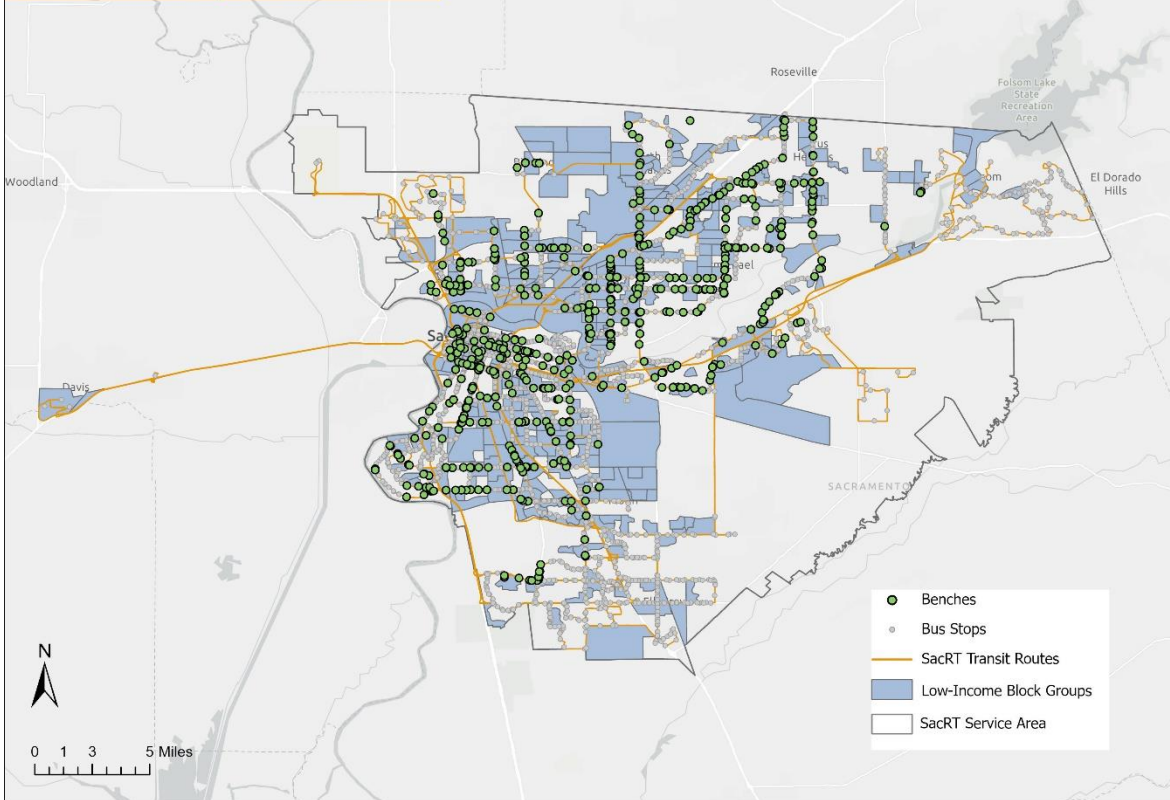 Roseville
Folsom Lake
State
Recreation
Area
Woodland
El Dorado
Hills
Davis
SACRAMENTO
Benches
Bus Stops
SacRT Transit Routes
Low-Income Block Groups
SacRT Service Area
N
0 1 3 5 Miles